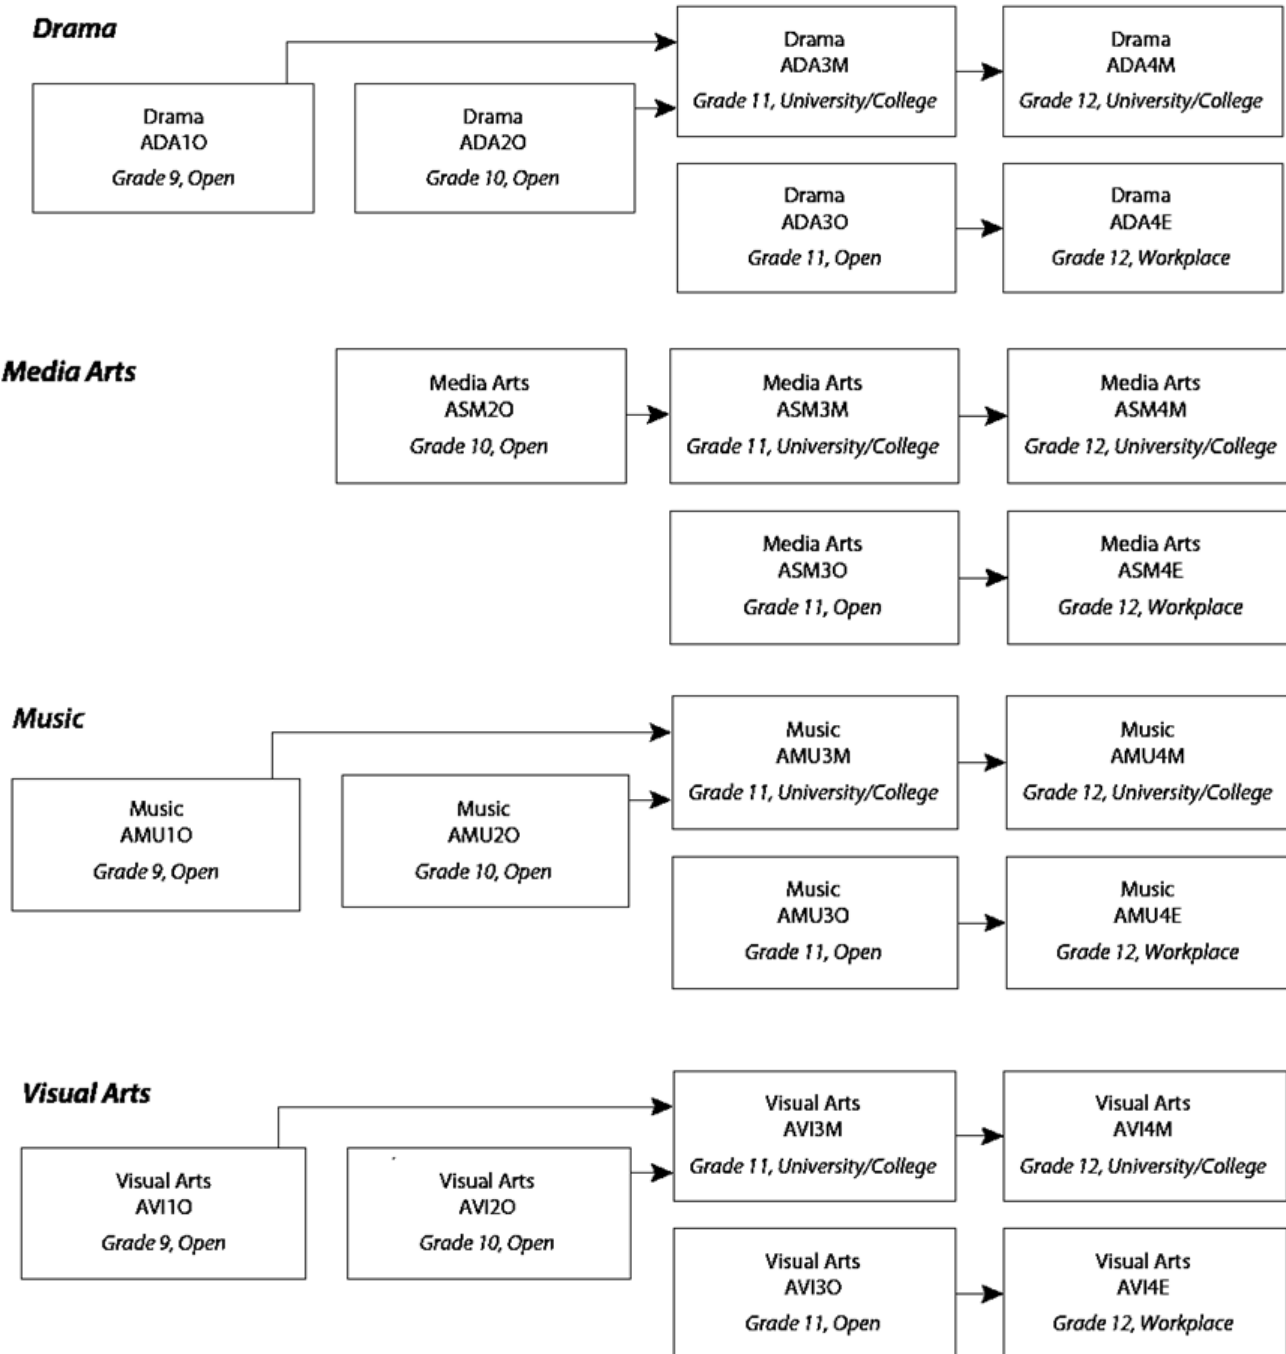 Drama
Drama
ADA1O
Grade 9, Open
Drama
ADA2O
Grade 10, Open
Drama
ADA3M
Grade 11, University/College
Drama
ADA4M
Grade 12, University/College
Drama
ADA3O
Grade 11, Open
Drama
ADA4E
Grade 12, Workplace
Media Arts
Media Arts
ASM2O
Grade 10, Open
Media Arts
ASM3M
Grade 11, University/College
Media Arts
ASM4M
Grade 12, University/College
Media Arts
ASM3O
Grade 11, Open
Media Arts
ASM4E
Grade 12, Workplace
Music
Music
AMU1O
Grade 9, Open
Music
AMU2O
Grade 10, Open
Music
AMU3M
Grade 11, University/College
Music
AMU4M
Grade 12, University/College
Music
AMU3O
Grade 11, Open
Music
AMU4E
Grade 12, Workplace
Visual Arts
Visual Arts
AVI1O
Grade 9, Open
Visual Arts
AVI2O
Grade 10, Open
Visual Arts
AVI3M
Grade 11, University/College
Visual Arts
AVI4M
Grade 12, University/College
Visual Arts
AVI3O
Grade 11, Open
Visual Arts
AVI4E
Grade 12, Workplace